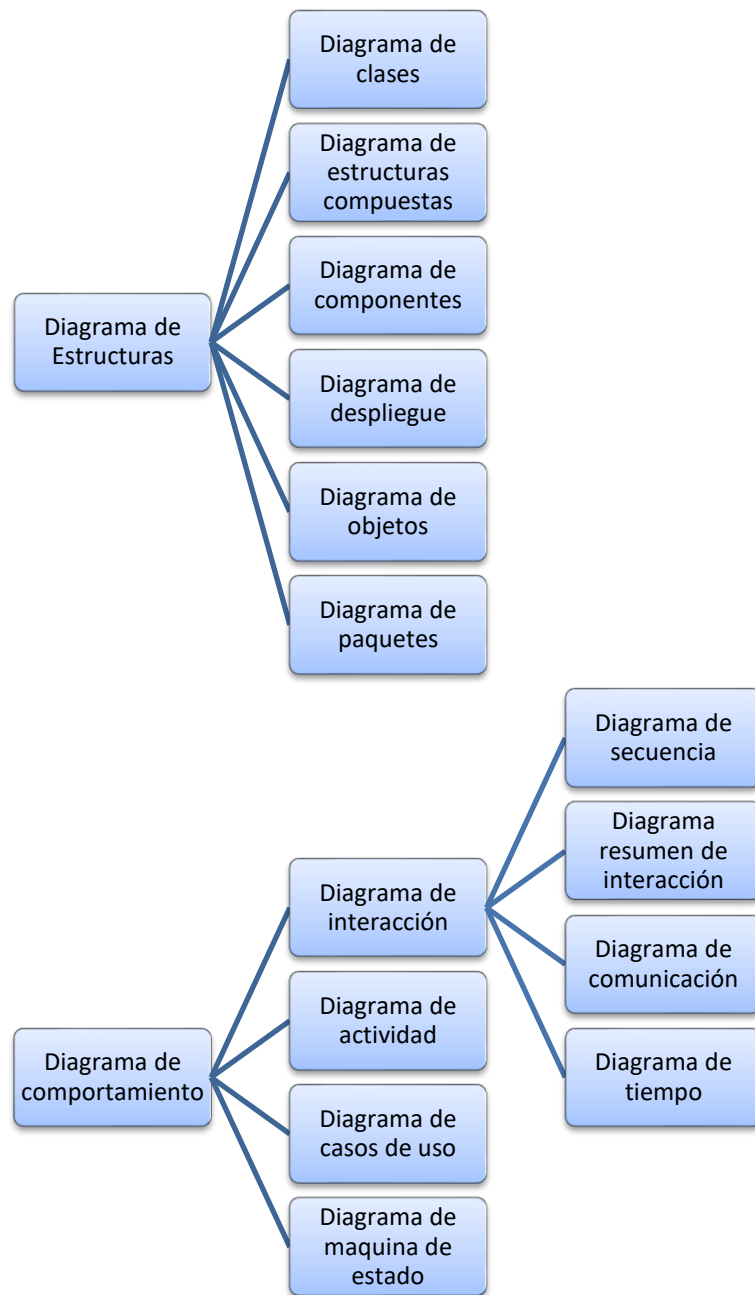 Diagrama de
Estructuras
Diagrama de
clases
Diagrama de
estructuras
compuestas
Diagrama de
componentes
Diagrama de
despliegue
Diagrama de
objetos
Diagrama de
paquetes
Diagrama de
comportamiento
Diagrama de
interacción
Diagrama de
secuencia
Diagrama
resumen de
interacción
Diagrama de
comunicación
Diagrama de
tiempo
Diagrama de
actividad
Diagrama de
casos de uso
Diagrama de
maquina de
estado